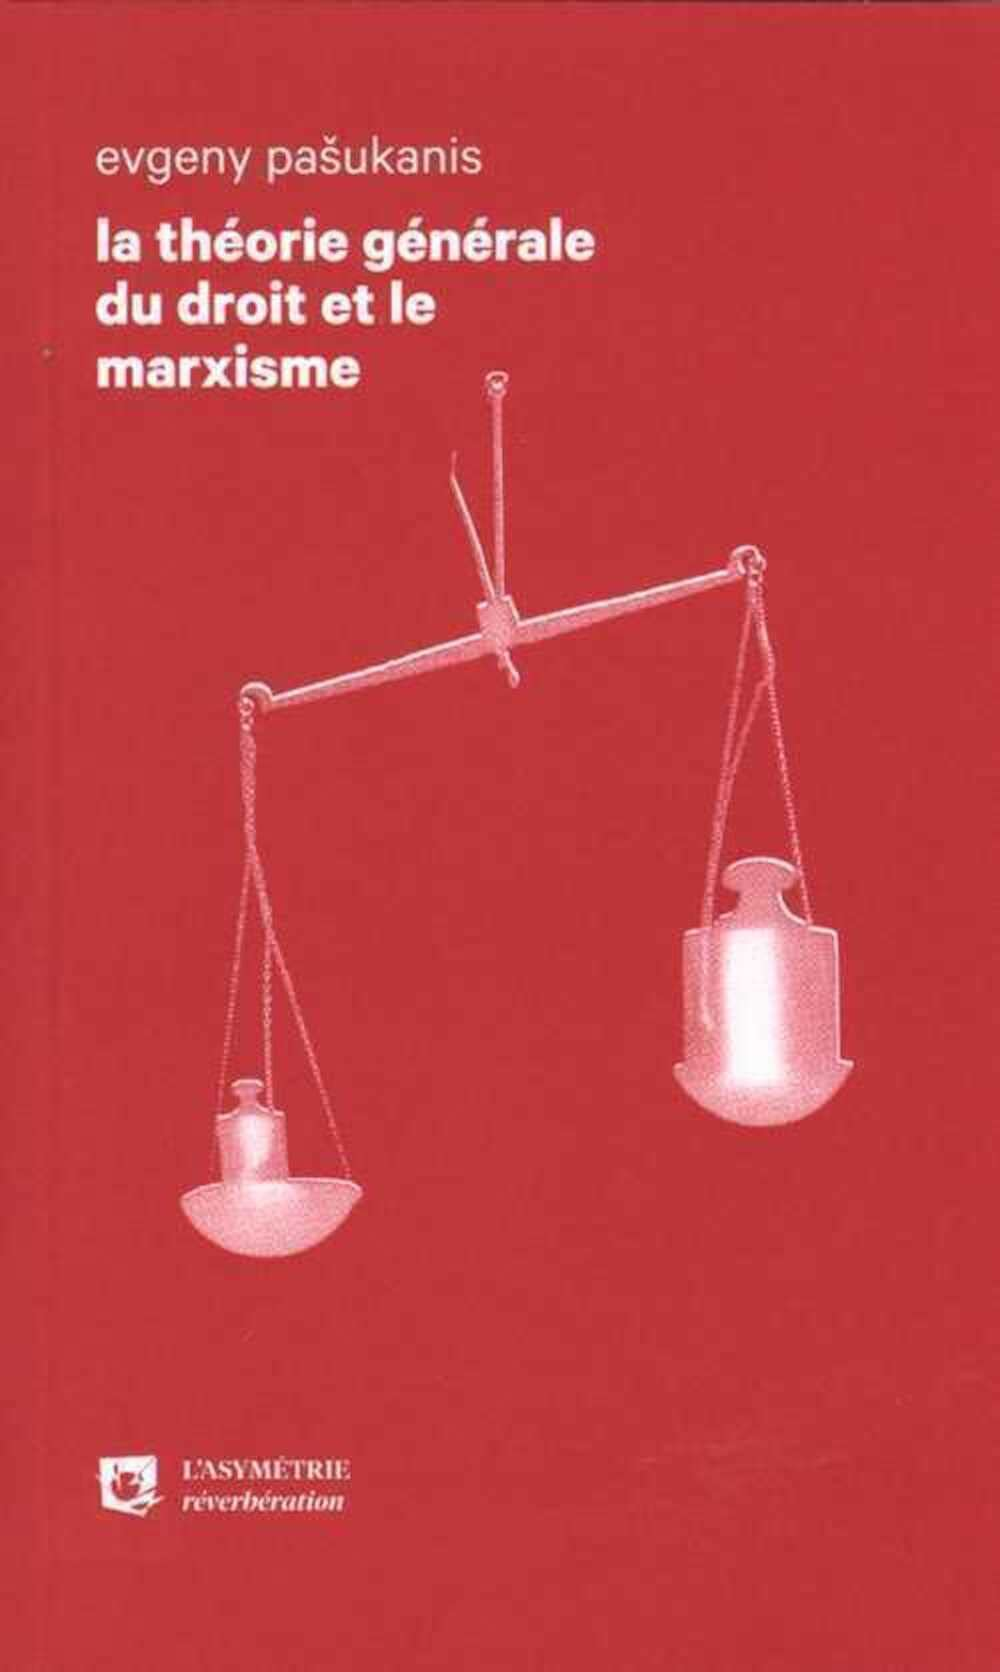 evgeny pašukanis
la théorie générale
du droit et le
marxisme
L'ASYMÉTRIE
réverbération